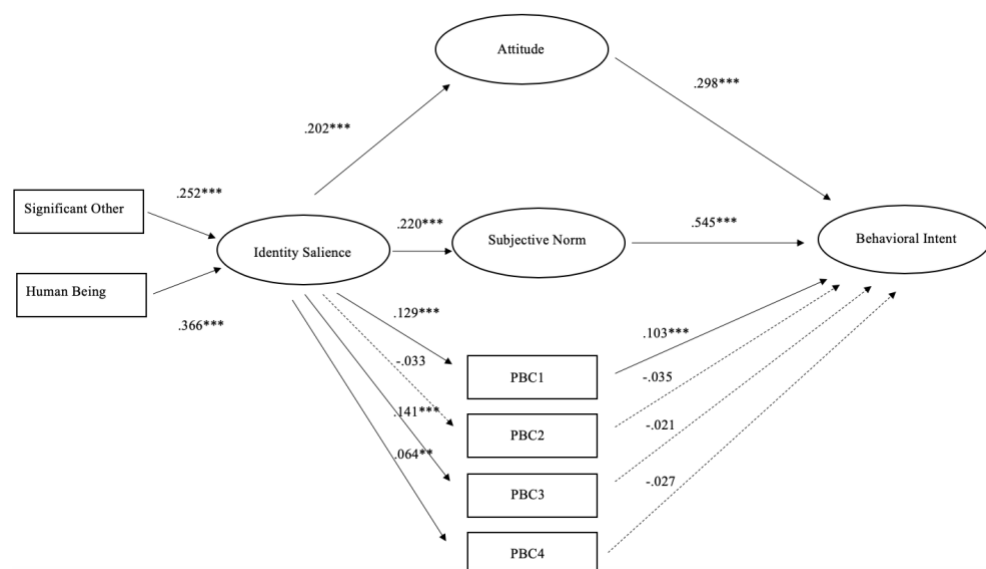 Attitude
.298***
.202***
.252***
Significant Other
.220***
Subjective Norm
.545***
Behavioral Intent
Identity Salience
Human Being
.366***
.129***
.103***
-.033
PBC1
-.035
.141***
PBC2
-.021
.064**
PBC3
-.027
PBC4